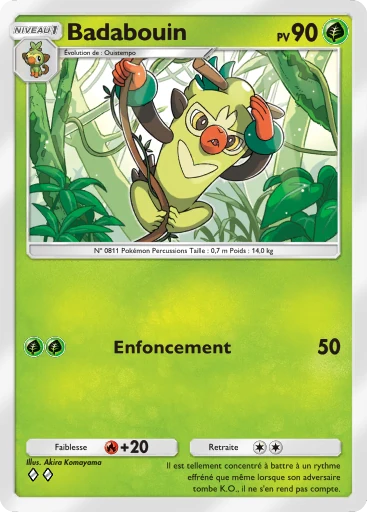 NIVEAU 1
Badabouin
PV 90
Évolution de : Ouistempo
N° 0811 Pokémon Percussions Taille : 0,7 m Poids : 14,0 kg
Enfoncement 50
Faiblesse +20
Retraite
Illus. Akira Komayama
Il est tellement concentré à battre à un rythme
effréné que même lorsque son adversaire
tombe K.O., il ne s'en rend pas compte.